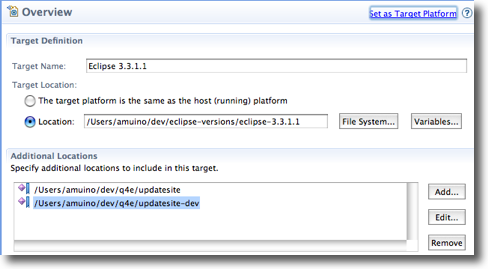 Overview
Set as Target Platform
Target Definition
Target Name: Eclipse 3.3.1.1
Target Location:
The target platform is the same as the host (running) platform
Location: /Users/amuino/dev/eclipse-versions/eclipse-3.3.1.1 File System... Variables...
Additional Locations
Specify additional locations to include in this target.
/Users/amuino/dev/q4e/updatesite
/Users/amuino/dev/q4e/updatesite-dev
Add...
Edit...
Remove